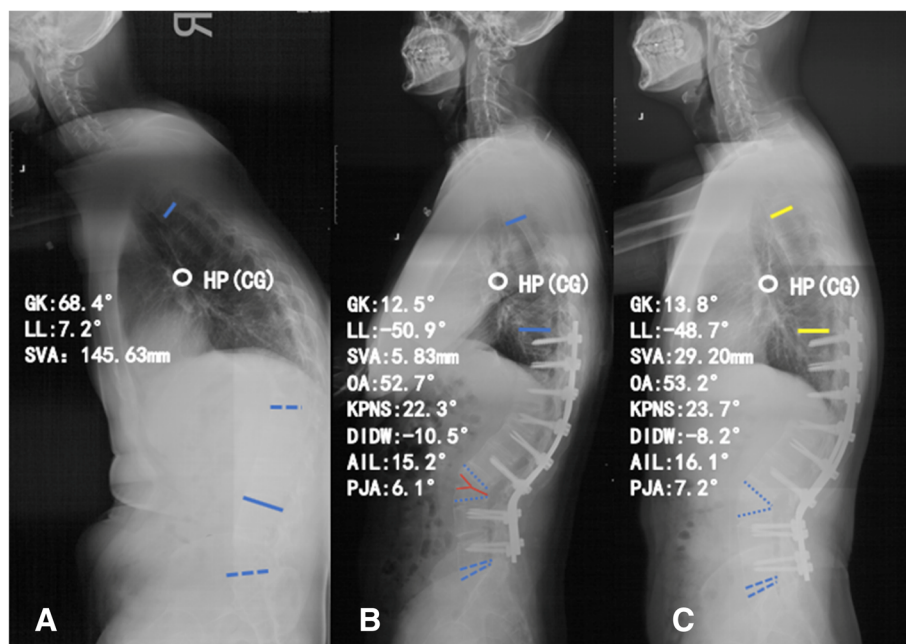 R
L
HP(CG)
GK:68.4°
LL:7.2°
SVA: 145.63mm
A
L
HP(CG)
GK:12.5°
LL:-50.9°
SVA:5.83mm
OA:52.7°
KPNS:22.3°
DIDW:-10.5°
AIL:15.2°
PJA:6.1°
B
L
HP(CG)
GK:13.8°
LL:-48.7°
SVA:29.20mm
OA:53.2°
KPNS:23.7°
DIDW:-8.2°
AIL:16.1°
PJA:7.2°
C